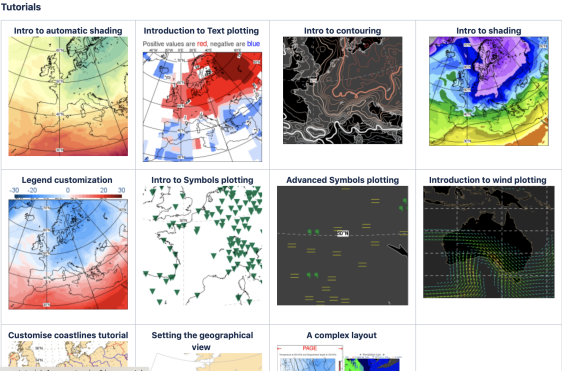 Tutorials
Intro to automatic shading
Introduction to Text plotting
Intro to contouring
Intro to shading
Positive values are red, negative are blue
Legend customization
Intro to Symbols plotting
Advanced Symbols plotting
Introduction to wind plotting
-30 -20 0 20 30
50°N
Customise coastlines tutorial
Setting the geographical
view
A complex layout
PAGE